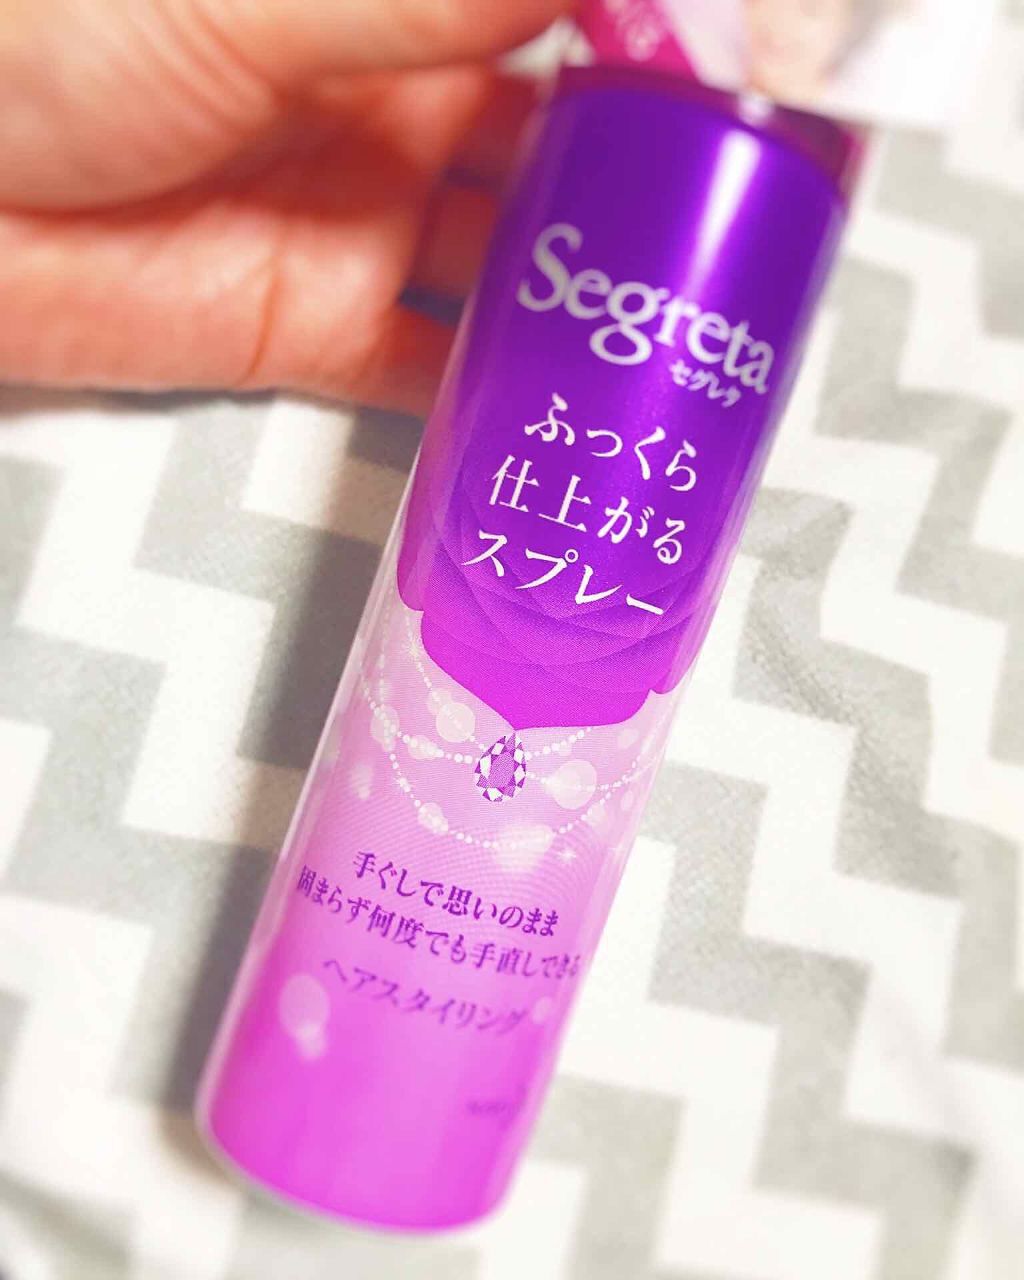 Segreta
セグレタ
ふっくら
仕上がる
スプレー
手ぐしで思いのまま
固まらず何度でも手直しできる
ヘアスタイリング